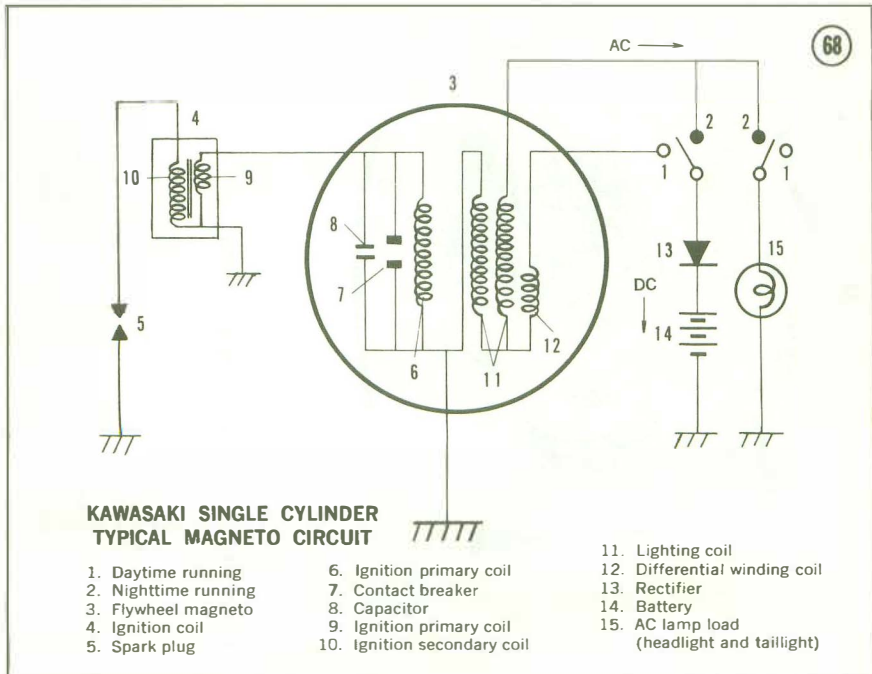 68
AC
3
4
2
2
10
9
1
1
8
13
15
DC
7
5
14
12
6
11
KAWASAKI SINGLE CYLINDER
TYPICAL MAGNETO CIRCUIT
1. Daytime running
2. Nighttime running
3. Flywheel magneto
4. Ignition coil
5. Spark plug
6. Ignition primary coil
7. Contact breaker
8. Capacitor
9. Ignition primary coil
10. Ignition secondary coil
11. Lighting coil
12. Differential winding coil
13. Rectifier
14. Battery
15. AC lamp load
(headlight and taillight)